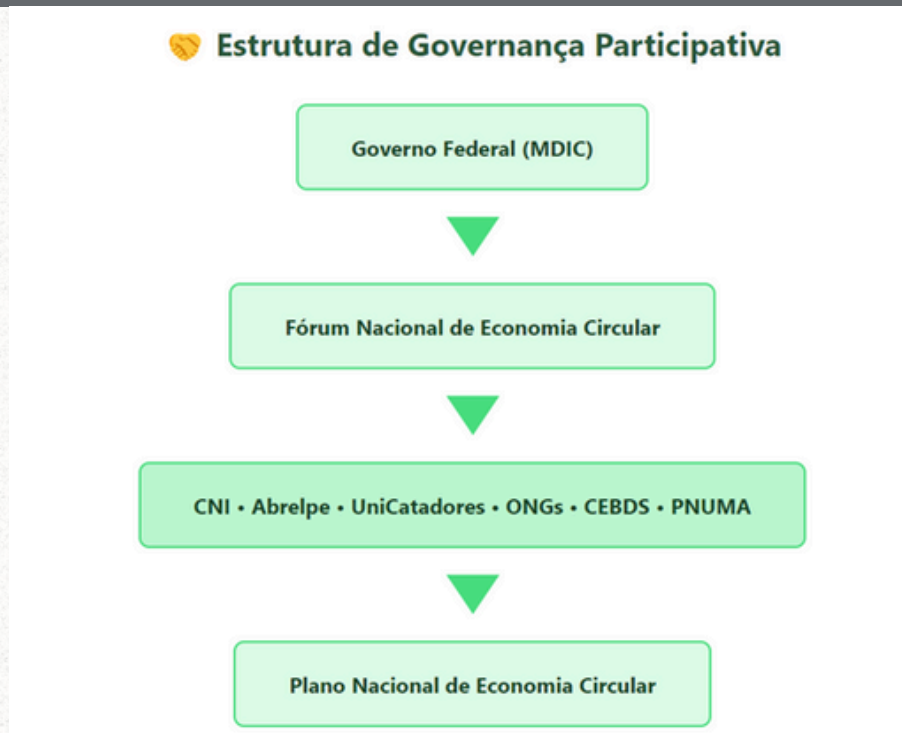 🤝 Estrutura de Governança Participativa
Governo Federal (MDIC)
Fórum Nacional de Economia Circular
CNI • Abrelpe • UniCatadores • ONGs • CEBDS • PNUMA
Plano Nacional de Economia Circular